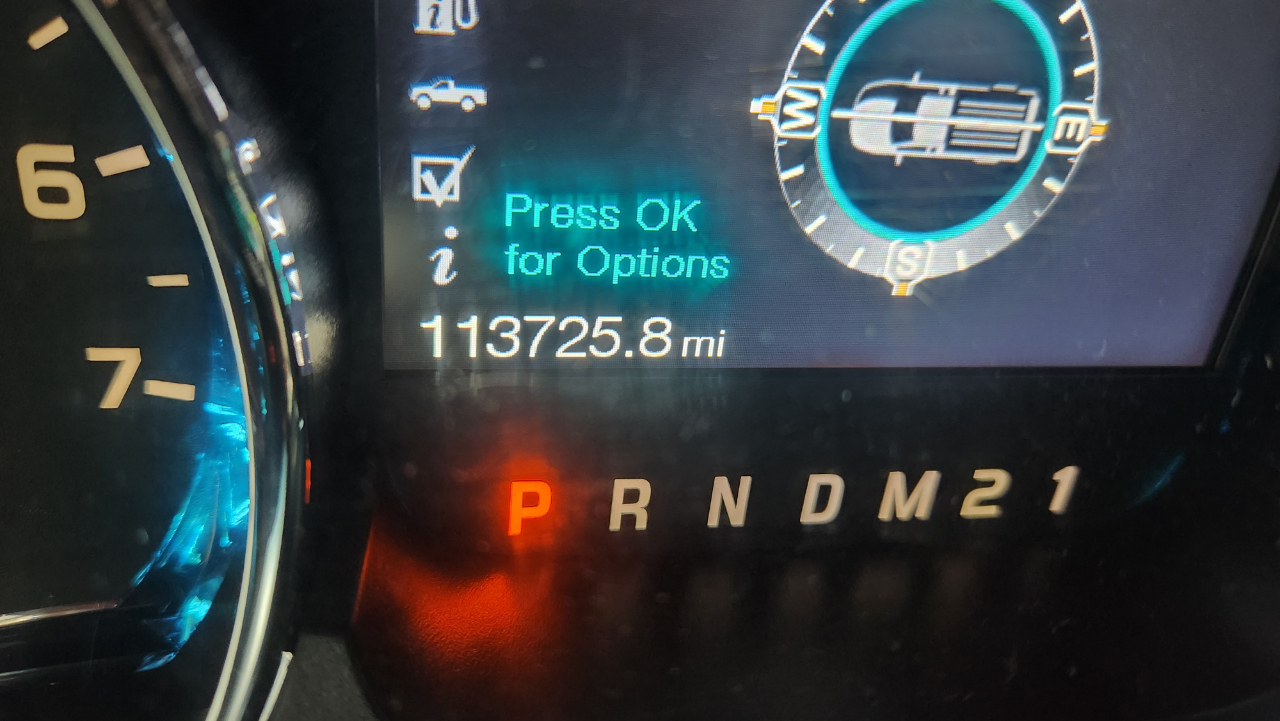 6
7
W
E
S
Press OK
for Options
i
113725.8 mi
P R N D M 2 1